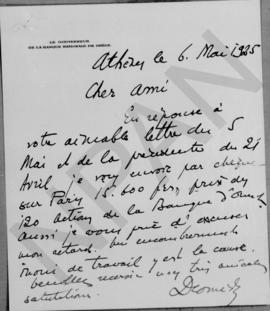 LE GOUVERNEUR
DE LA BANQUE NATIONALE DE GRÈCE
Athènes le 6 Mai 1925
Cher ami
En réponse à
votre aimable lettre du 5
Mai et de la précédente du 21
Avril je vous envoie par chèque
sur Paris 15.600 frs, prix des
120 action de la Banque d'
aussi je vous prie d'excuser
mon retard. Un encombrement
inouï de travail y est la cause.
Veuillez recevoir mes très amicales
salutations.
Diomède